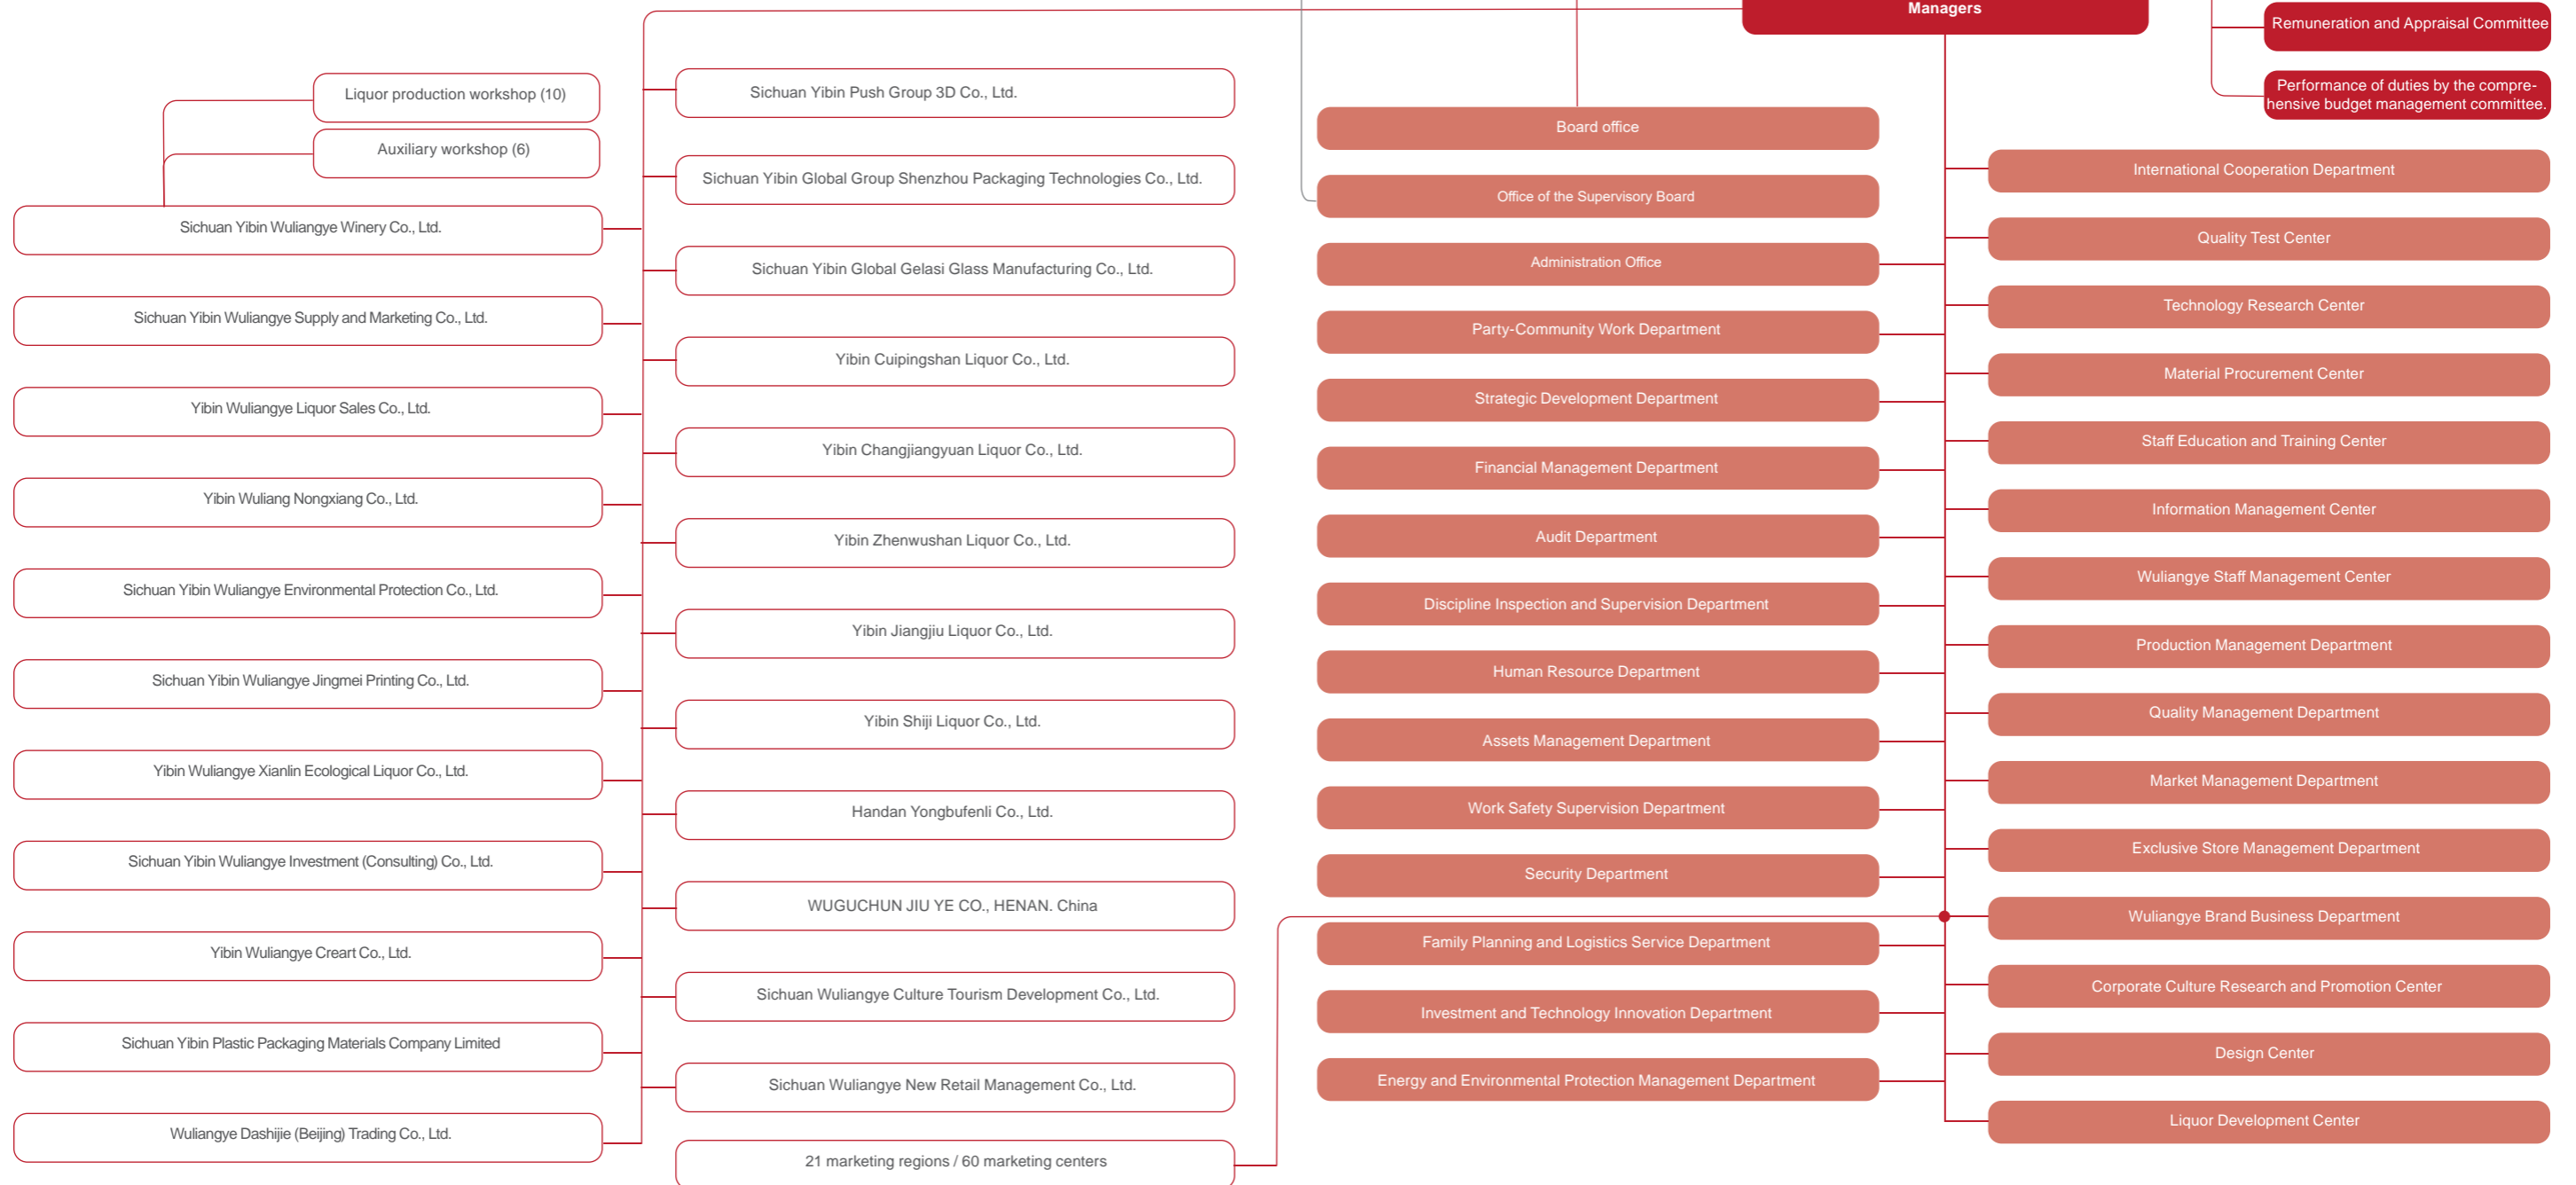 Managers
Remuneration and Appraisal Committee
Performance of duties by the compre-
hensive budget management committee.
Liquor production workshop (10)
Auxiliary workshop (6)
Sichuan Yibin Wuliangye Winery Co., Ltd.
Sichuan Yibin Wuliangye Supply and Marketing Co., Ltd.
Yibin Wuliangye Liquor Sales Co., Ltd.
Yibin Wuliang Nongxiang Co., Ltd.
Sichuan Yibin Wuliangye Environmental Protection Co., Ltd.
Sichuan Yibin Wuliangye Jingmei Printing Co., Ltd.
Yibin Wuliangye Xianlin Ecological Liquor Co., Ltd.
Sichuan Yibin Wuliangye Investment (Consulting) Co., Ltd.
Yibin Wuliangye Creart Co., Ltd.
Sichuan Yibin Plastic Packaging Materials Company Limited
Wuliangye Dashijie (Beijing) Trading Co., Ltd.
Sichuan Yibin Push Group 3D Co., Ltd.
Sichuan Yibin Global Group Shenzhou Packaging Technologies Co., Ltd.
Sichuan Yibin Global Gelasi Glass Manufacturing Co., Ltd.
Yibin Cuipingshan Liquor Co., Ltd.
Yibin Changjiangyuan Liquor Co., Ltd.
Yibin Zhenwushan Liquor Co., Ltd.
Yibin Jiangjiu Liquor Co., Ltd.
Yibin Shiji Liquor Co., Ltd.
Handan Yongbufenli Co., Ltd.
WUGUCHUN JIU YE CO., HENAN. China
Sichuan Wuliangye Culture Tourism Development Co., Ltd.
Sichuan Wuliangye New Retail Management Co., Ltd.
21 marketing regions / 60 marketing centers
Board office
Office of the Supervisory Board
Administration Office
Party-Community Work Department
Strategic Development Department
Financial Management Department
Audit Department
Discipline Inspection and Supervision Department
Human Resource Department
Assets Management Department
Work Safety Supervision Department
Security Department
Family Planning and Logistics Service Department
Investment and Technology Innovation Department
Energy and Environmental Protection Management Department
International Cooperation Department
Quality Test Center
Technology Research Center
Material Procurement Center
Staff Education and Training Center
Information Management Center
Wuliangye Staff Management Center
Production Management Department
Quality Management Department
Market Management Department
Exclusive Store Management Department
Wuliangye Brand Business Department
Corporate Culture Research and Promotion Center
Design Center
Liquor Development Center